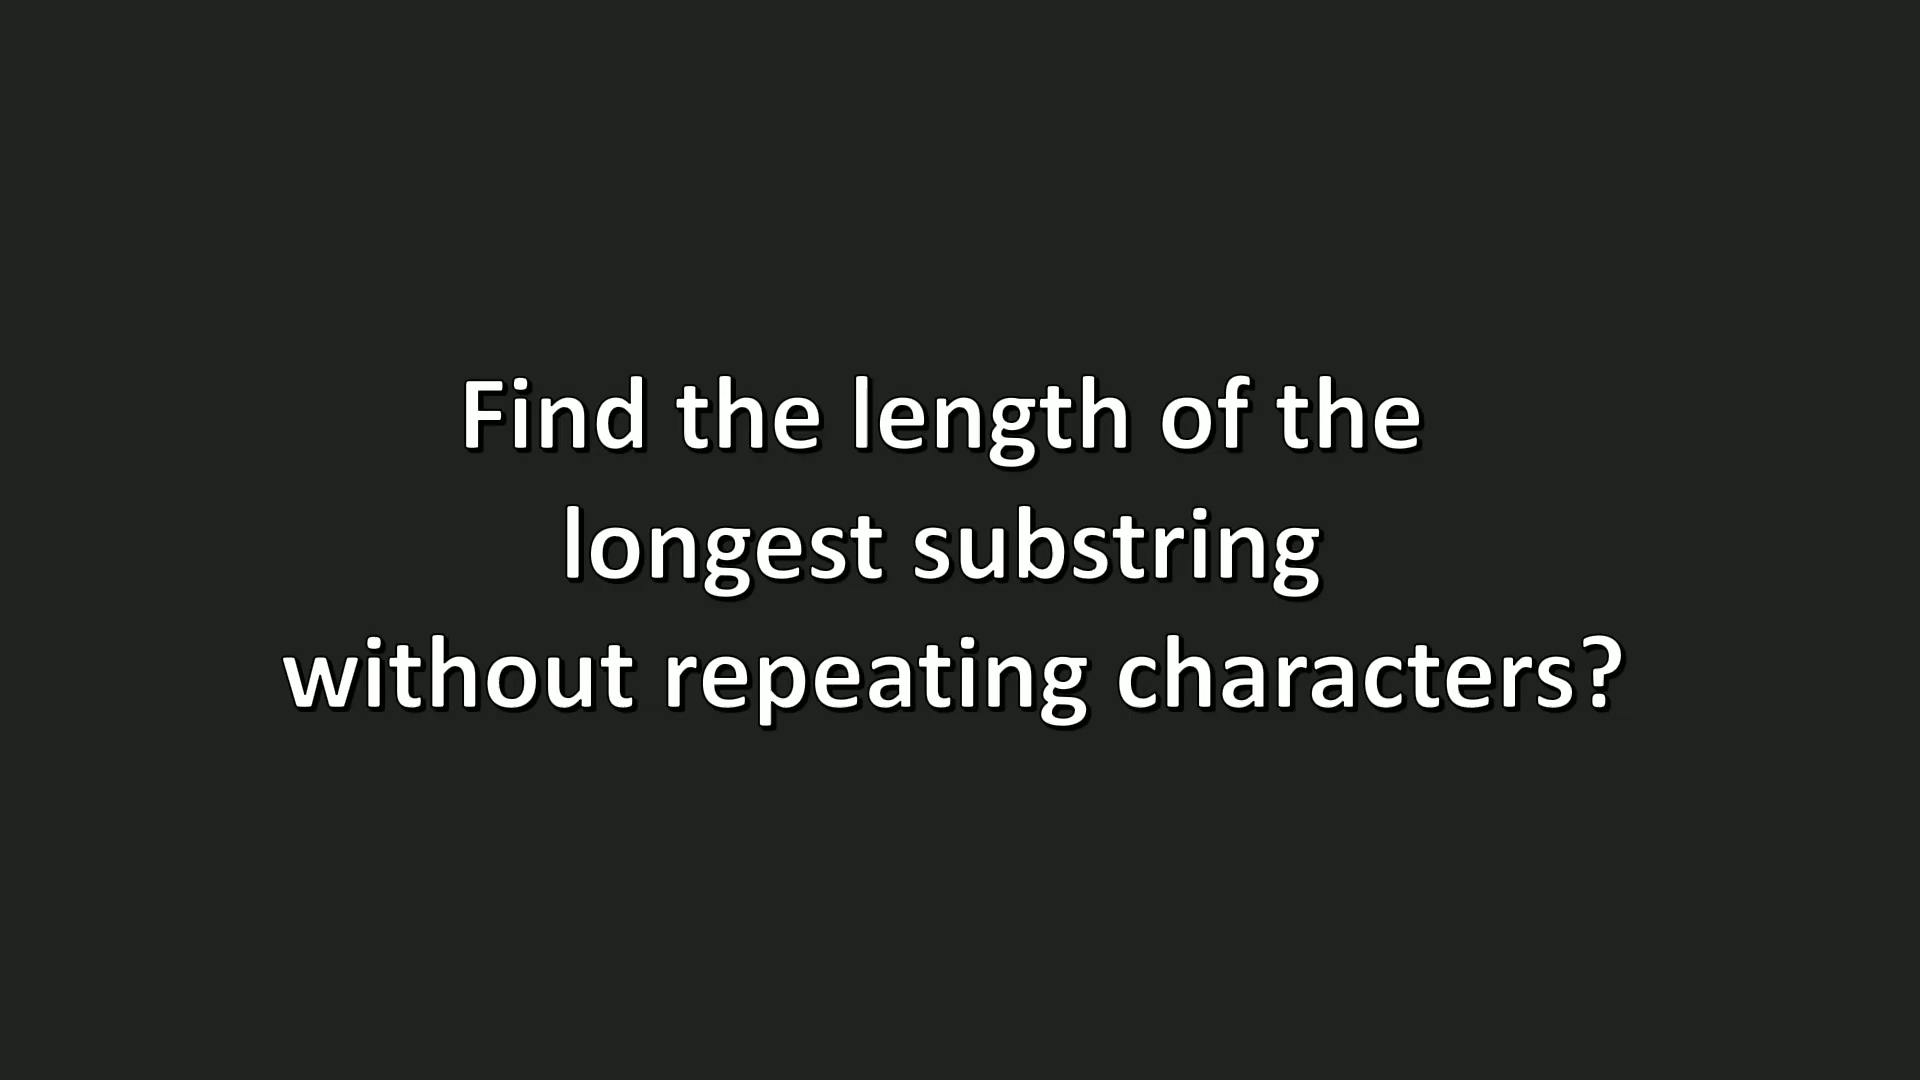 Find the length of the
longest substring
without repeating characters?